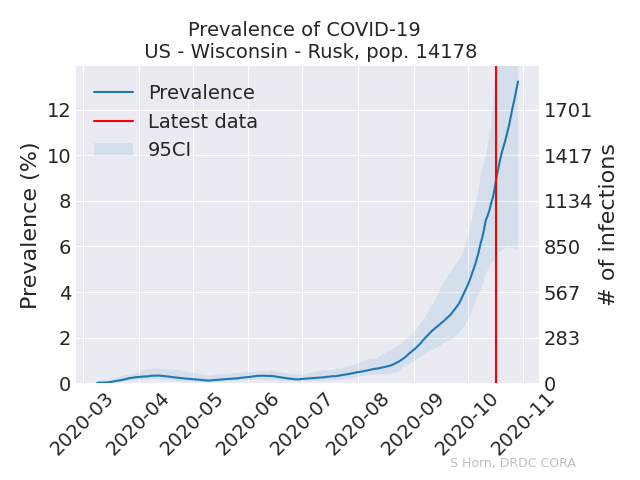 Prevalence of COVID-19
US - Wisconsin - Rusk, pop. 14178
Prevalence
Latest data
95CI
Prevalence (%)
12
10
8
6
4
2
0
1701
1417
1134
850
567
283
0
# of infections
2020-03
2020-04
2020-05
2020-06
2020-07
2020-08
2020-09
2020-10
2020-11
S Horn, DRDC CORA